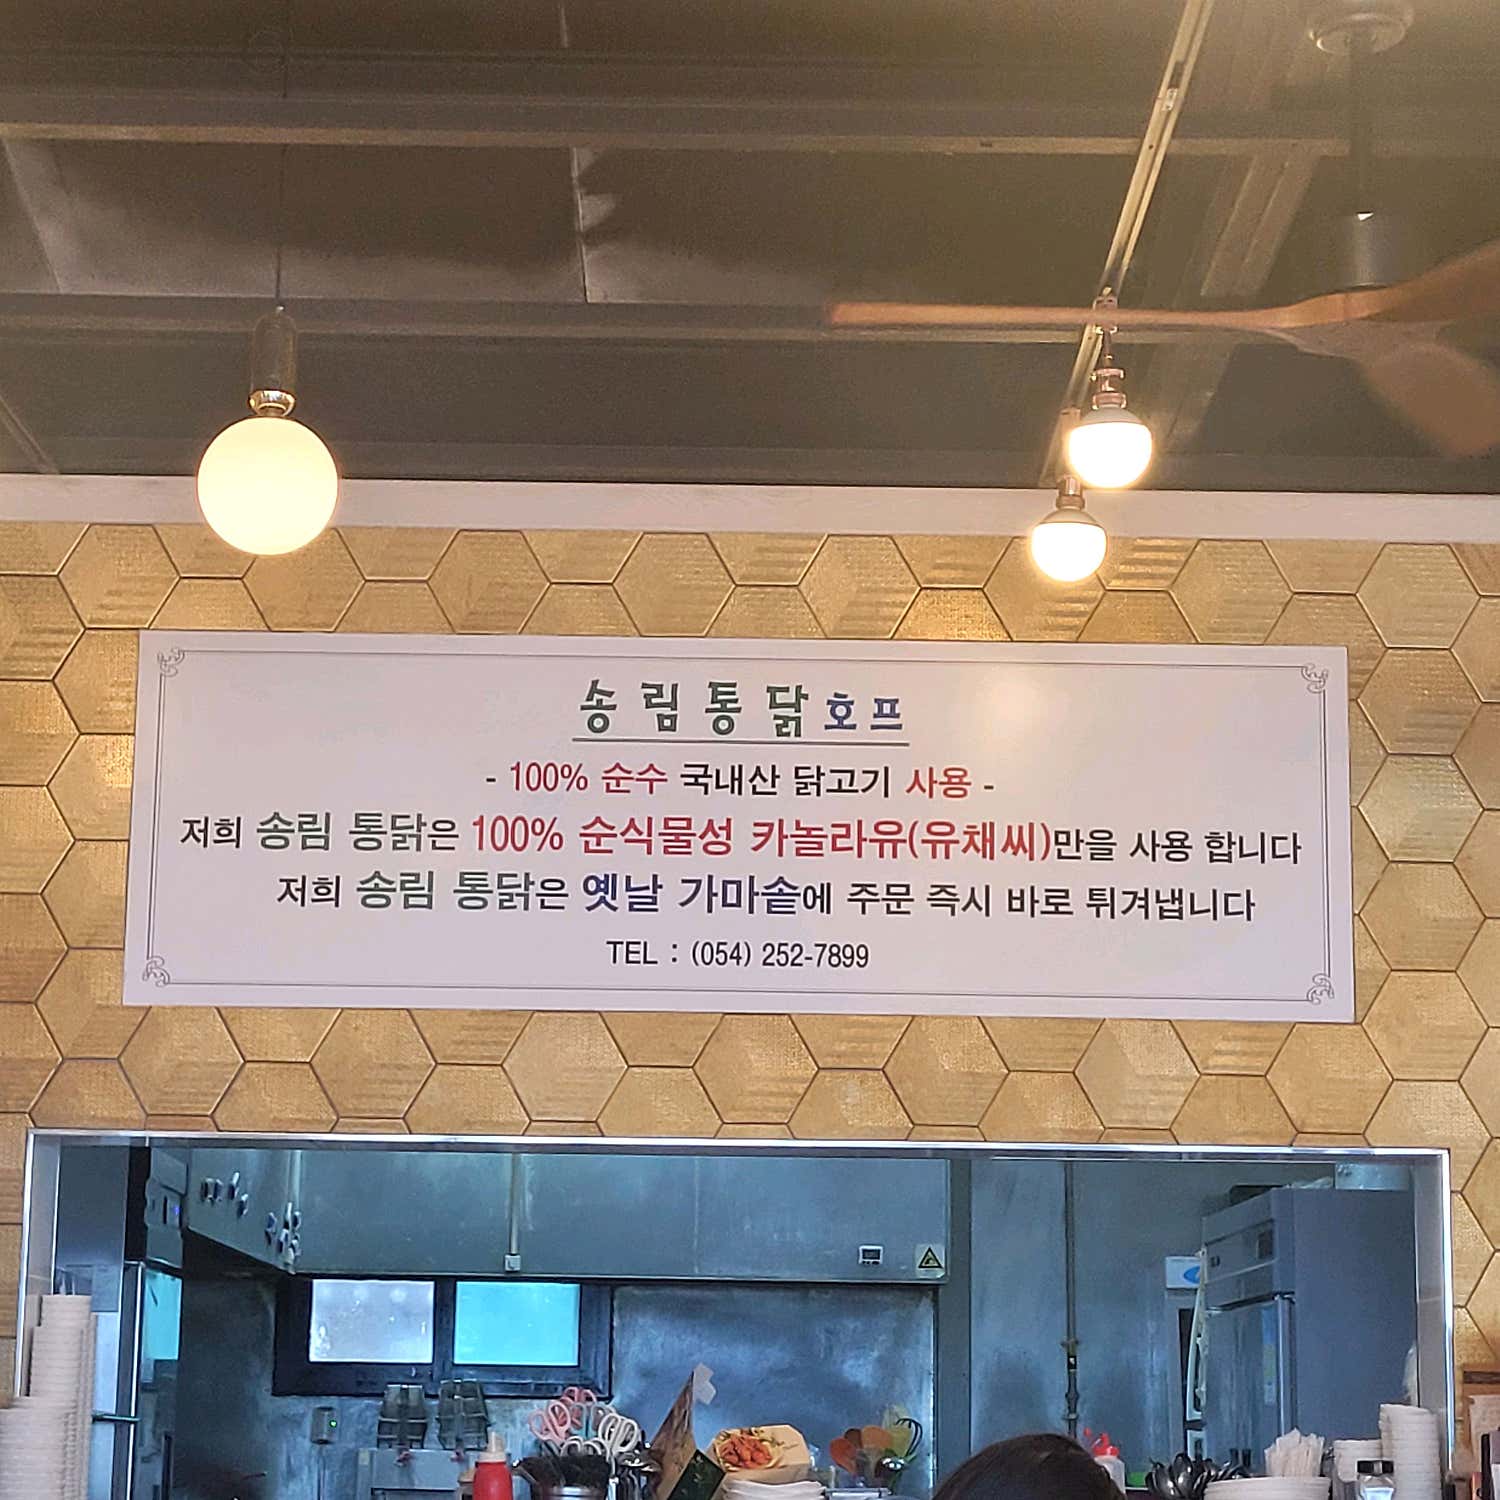 송림통닭호프
- 100% 순수 국내산 닭고기 사용 -
저희 송림 통닭은 100% 순식물성 카놀라유(유채씨)만을 사용 합니다
저희 송림 통닭은 옛날 가마솥에 주문 즉시 바로 튀겨냅니다
TEL : (054) 252-7899